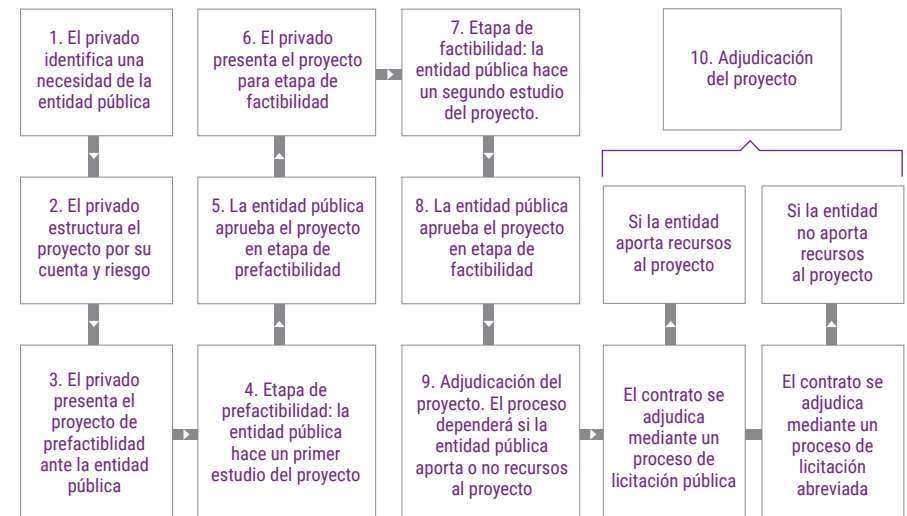 1. El privado
identifica una
necesidad de la
entidad pública
2. El privado
estructura el
proyecto por su
cuenta y riesgo
3. El privado
presenta el
proyecto de
prefactiblidad
ante la entidad
pública
4. Etapa de
prefactibilidad: la
entidad pública
hace un primer
estudio del proyecto
5. La entidad pública
aprueba el proyecto
en etapa de
prefactibilidad
6. El privado
presenta el proyecto
para etapa de
factibilidad
7. Etapa de
factibilidad: la
entidad pública hace
un segundo estudio
del proyecto.
8. La entidad pública
aprueba el proyecto
en etapa de
factibilidad
9. Adjudicación del
proyecto. El proceso
dependerá si la
entidad pública
aporta o no recursos
al proyecto
El contrato se
adjudica
mediante un
proceso de
licitación pública
Si la entidad
aporta recursos
al proyecto
El contrato se
adjudica
mediante un
proceso de
licitación
abreviada
Si la entidad
no aporta
recursos
al proyecto
10. Adjudicación
del proyecto